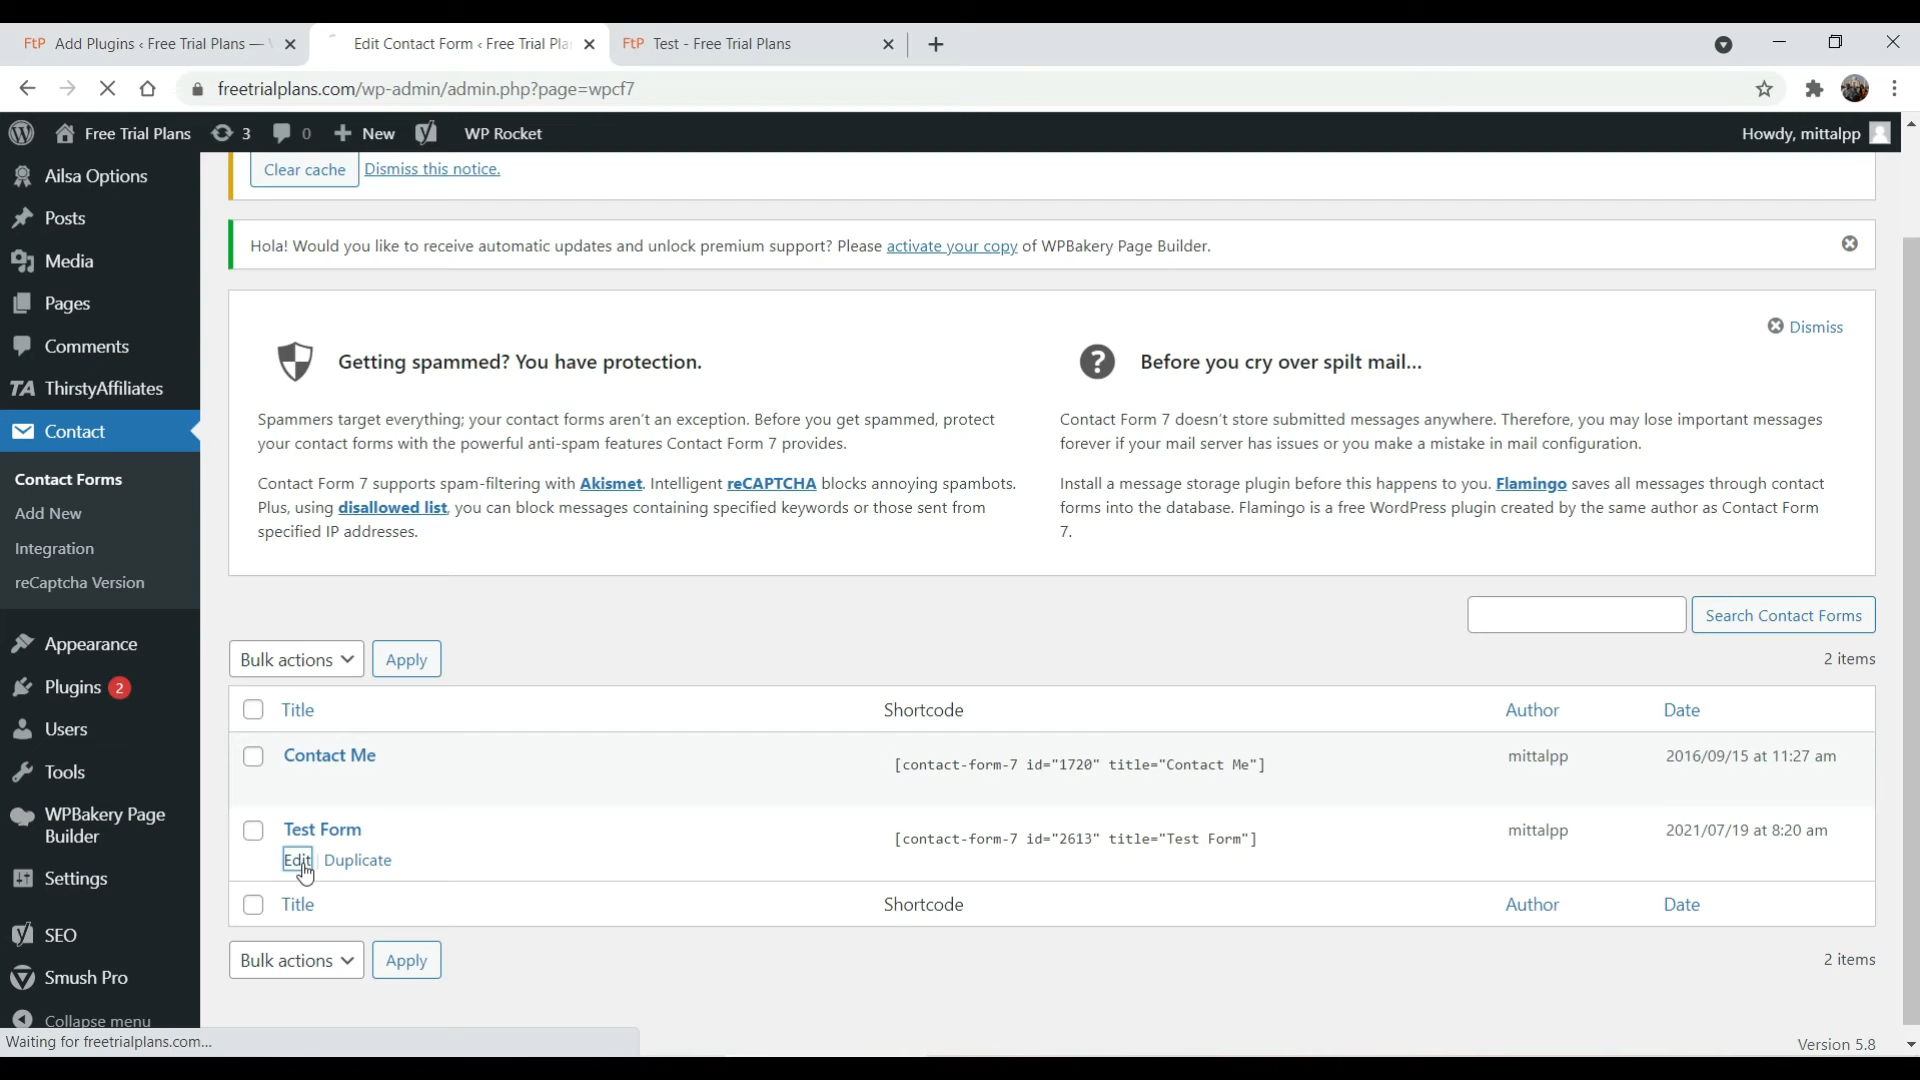 FtP Add Plugins ‹ Free Trial Plans —
Edit Contact Form ‹ Free Trial Pla
FtP Test - Free Trial Plans
freetrialplans.com/wp-admin/admin.php?page=wpcf7
Free Trial Plans 3 0 New WP Rocket
Howdy, mittalpp
Ailsa Options
Posts
Media
Pages
Comments
TA ThirstyAffiliates
Contact
Contact Forms
Add New
Integration
reCaptcha Version
Appearance
Plugins 2
Users
Tools
WPBakery Page
Builder
Settings
SEO
Smush Pro
Collapse menu
Clear cache Dismiss this notice.
Hola! Would you like to receive automatic updates and unlock premium support? Please activate your copy of WPBakery Page Builder.
Dismiss
Getting spammed? You have protection.
Spammers target everything; your contact forms aren't an exception. Before you get spammed, protect
your contact forms with the powerful anti-spam features Contact Form 7 provides.
Contact Form 7 supports spam-filtering with Akismet. Intelligent reCAPTCHA blocks annoying spambots.
Plus, using disallowed list, you can block messages containing specified keywords or those sent from
specified IP addresses.
Before you cry over spilt mail...
Contact Form 7 doesn't store submitted messages anywhere. Therefore, you may lose important messages
forever if your mail server has issues or you make a mistake in mail configuration.
Install a message storage plugin before this happens to you. Flamingo saves all messages through contact
forms into the database. Flamingo is a free WordPress plugin created by the same author as Contact Form
7.
Search Contact Forms
Bulk actions Apply
2 items
Title Shortcode Author Date
Contact Me [contact-form-7 id="1720" title="Contact Me"] mittalpp 2016/09/15 at 11:27 am
Test Form [contact-form-7 id="2613" title="Test Form"] mittalpp 2021/07/19 at 8:20 am
Edit | Duplicate
Title Shortcode Author Date
Bulk actions Apply
2 items
Waiting for freetrialplans.com...
Version 5.8